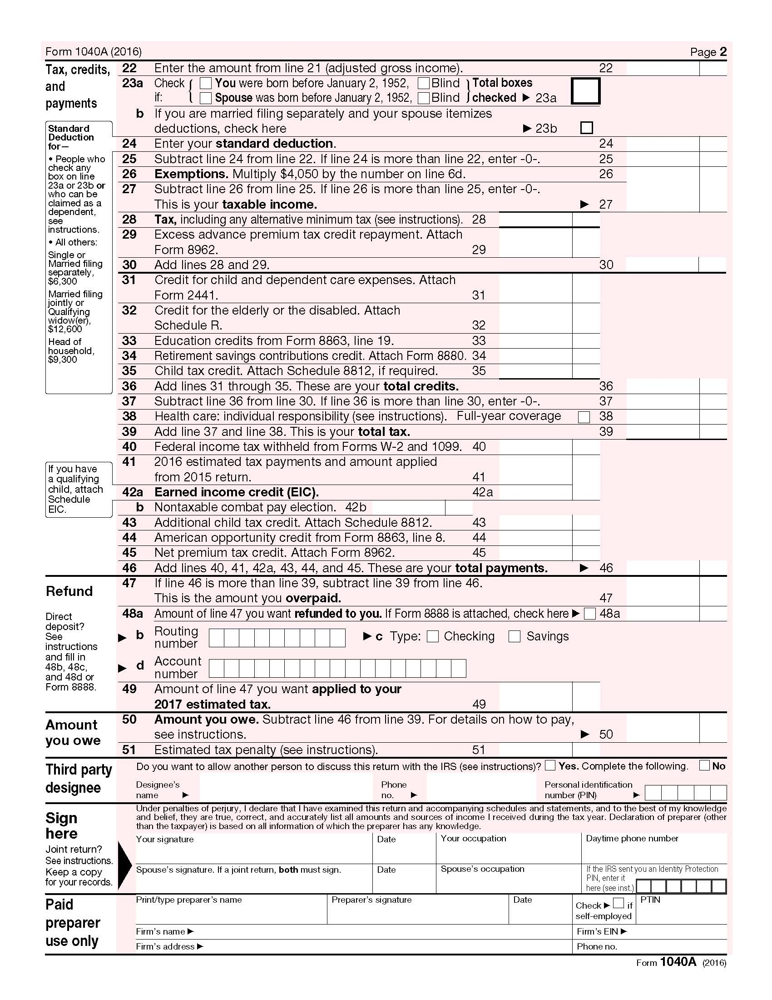 Form 1040A (2016) Page 2
Tax, credits, and payments
22 Enter the amount from line 21 (adjusted gross income). 22
23a Check if: You were born before January 2, 1952, Blind Total boxes
Spouse was born before January 2, 1952, Blind checked ▶ 23a
b If you are married filing separately and your spouse itemizes
deductions, check here ▶ 23b
Standard
Deduction
for—
• People who
check any
box on line
23a or 23b or
who can be
claimed as a
dependent,
see
instructions.
• All others:
Single or
Married filing
separately,
$6,300
Married filing
jointly or
Qualifying
widow(er),
$12,600
Head of
household,
$9,300
24 Enter your standard deduction. 24
25 Subtract line 24 from line 22. If line 24 is more than line 22, enter -0-. 25
26 Exemptions. Multiply $4,050 by the number on line 6d. 26
27 Subtract line 26 from line 25. If line 26 is more than line 25, enter -0-.
This is your taxable income. ▶ 27
28 Tax, including any alternative minimum tax (see instructions). 28
29 Excess advance premium tax credit repayment. Attach
Form 8962. 29
30 Add lines 28 and 29. 30
31 Credit for child and dependent care expenses. Attach
Form 2441. 31
32 Credit for the elderly or the disabled. Attach
Schedule R. 32
33 Education credits from Form 8863, line 19. 33
34 Retirement savings contributions credit. Attach Form 8880. 34
35 Child tax credit. Attach Schedule 8812, if required. 35
36 Add lines 31 through 35. These are your total credits. 36
37 Subtract line 36 from line 30. If line 36 is more than line 30, enter -0-. 37
38 Health care: individual responsibility (see instructions). Full-year coverage 38
39 Add line 37 and line 38. This is your total tax. 39
40 Federal income tax withheld from Forms W-2 and 1099. 40
41 2016 estimated tax payments and amount applied
from 2015 return. 41
If you have
a qualifying
child, attach
Schedule
EIC.
42a Earned income credit (EIC). 42a
b Nontaxable combat pay election. 42b
43 Additional child tax credit. Attach Schedule 8812. 43
44 American opportunity credit from Form 8863, line 8. 44
45 Net premium tax credit. Attach Form 8962. 45
46 Add lines 40, 41, 42a, 43, 44, and 45. These are your total payments. ▶ 46
Refund
47 If line 46 is more than line 39, subtract line 39 from line 46.
This is the amount you overpaid. 47
48a Amount of line 47 you want refunded to you. If Form 8888 is attached, check here ▶ 48a
Direct
deposit?
See
instructions
and fill in
48b, 48c,
and 48d or
Form 8888.
▶ b Routing
number
▶ c Type: Checking Savings
▶ d Account
number
49 Amount of line 47 you want applied to your
2017 estimated tax. 49
Amount
you owe
50 Amount you owe. Subtract line 46 from line 39. For details on how to pay,
see instructions. ▶ 50
51 Estimated tax penalty (see instructions). 51
Third party
designee
Do you want to allow another person to discuss this return with the IRS (see instructions)? Yes. Complete the following. No
Designee's
name ▶
Phone
no. ▶
Personal identification
number (PIN) ▶
Sign
here
Under penalties of perjury, I declare that I have examined this return and accompanying schedules and statements, and to the best of my knowledge
and belief, they are true, correct, and accurately list all amounts and sources of income I received during the tax year. Declaration of preparer (other
than the taxpayer) is based on all information of which the preparer has any knowledge.
Joint return?
See instructions.
Keep a copy
for your records.
Your signature Date Your occupation Daytime phone number
Spouse's signature. If a joint return, both must sign. Date Spouse's occupation
If the IRS sent you an Identity Protection
PIN, enter it
here (see inst.)
Paid
preparer
use only
Print/type preparer's name Preparer's signature Date
Check ▶ if
self-employed
PTIN
Firm's name ▶ Firm's EIN ▶
Firm's address ▶ Phone no.
Form 1040A (2016)